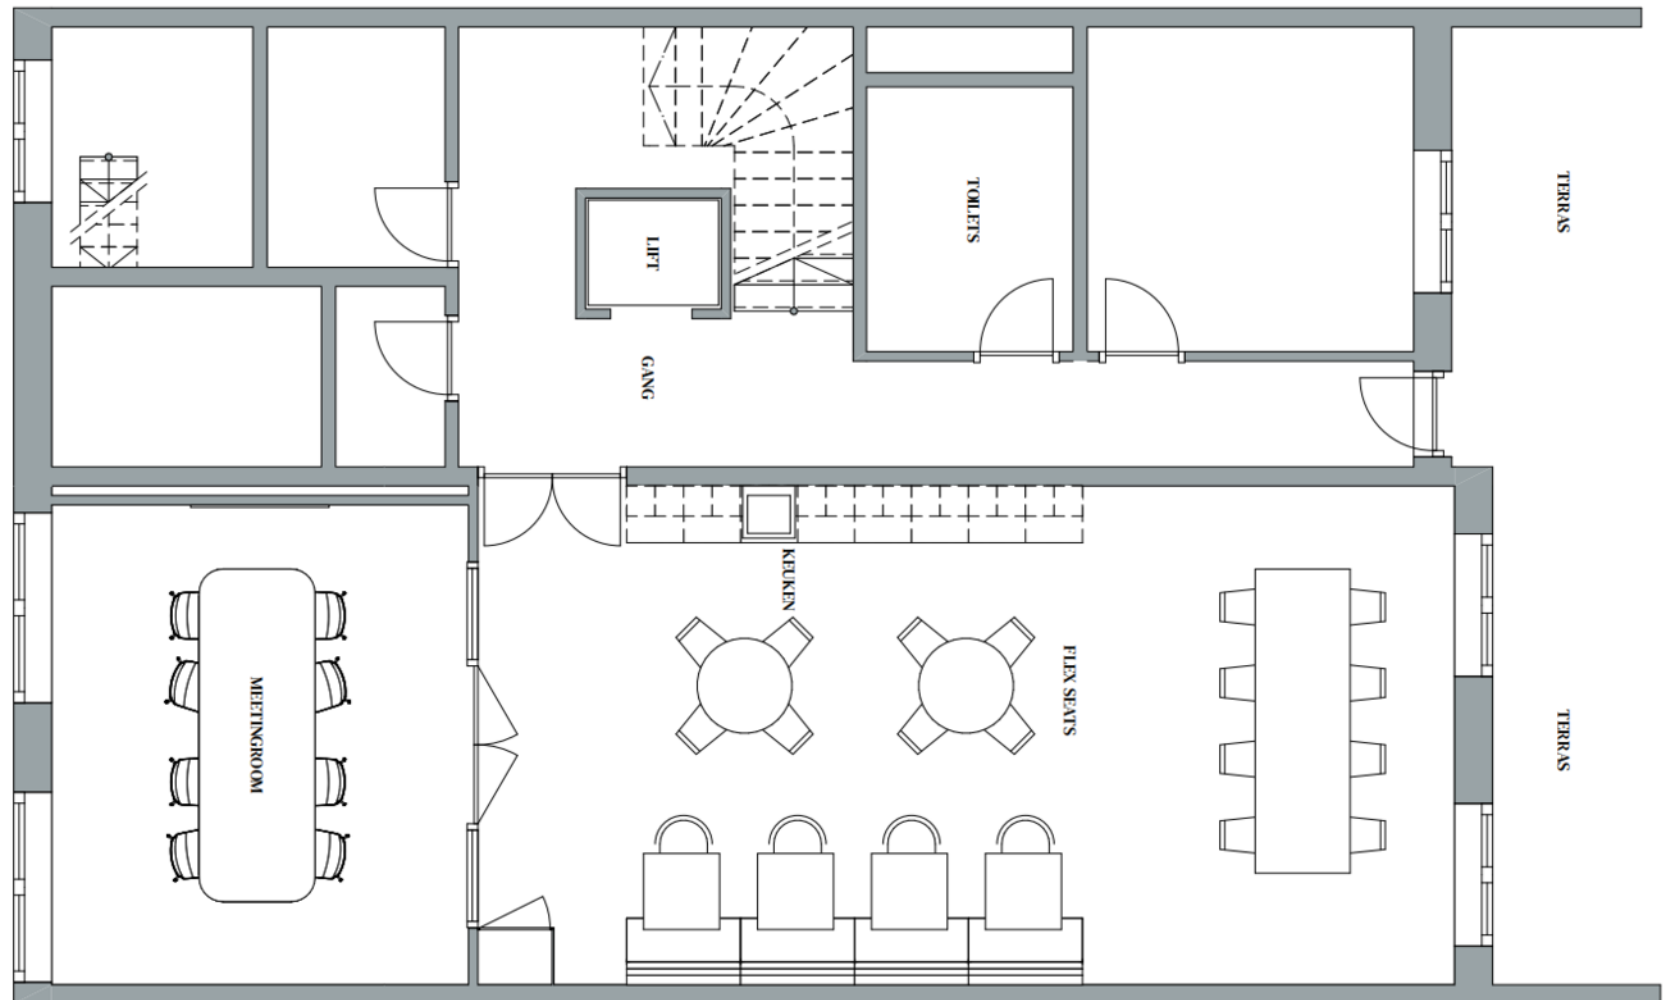 TERRAS
TOILETS
LIFT
GANG
KEUKEN
FLEX SEATS
MEETINGROOM
TERRAS